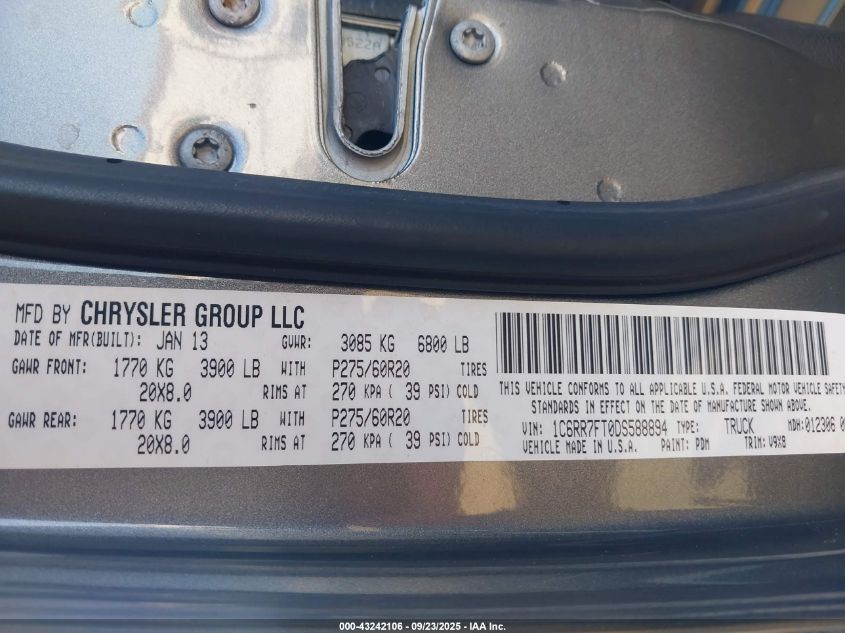 522A
MFD BY CHRYSLER GROUP LLC
DATE OF MFR(BUILT): JAN 13 GVWR: 3085 KG 6800 LB
GAWR FRONT: 1770 KG 3900 LB WITH P275/60R20 TIRES
20X8.0 RIMS AT 270 KPA ( 39 PSI) COLD
GAWR REAR: 1770 KG 3900 LB WITH P275/60R20 TIRES
20X8.0 RIMS AT 270 KPA ( 39 PSI) COLD
THIS VEHICLE CONFORMS TO ALL APPLICABLE U.S.A. FEDERAL MOTOR VEHICLE SAFETY
STANDARDS IN EFFECT ON THE DATE OF MANUFACTURE SHOWN ABOVE.
VIN: 1C6RR7FT0DS588894 TYPE: TRUCK MDH: 012306
VEHICLE MADE IN U.S.A. PAINT: PDM TRIM: V9X8
000-43242106 - 09/23/2025 - IAA Inc.